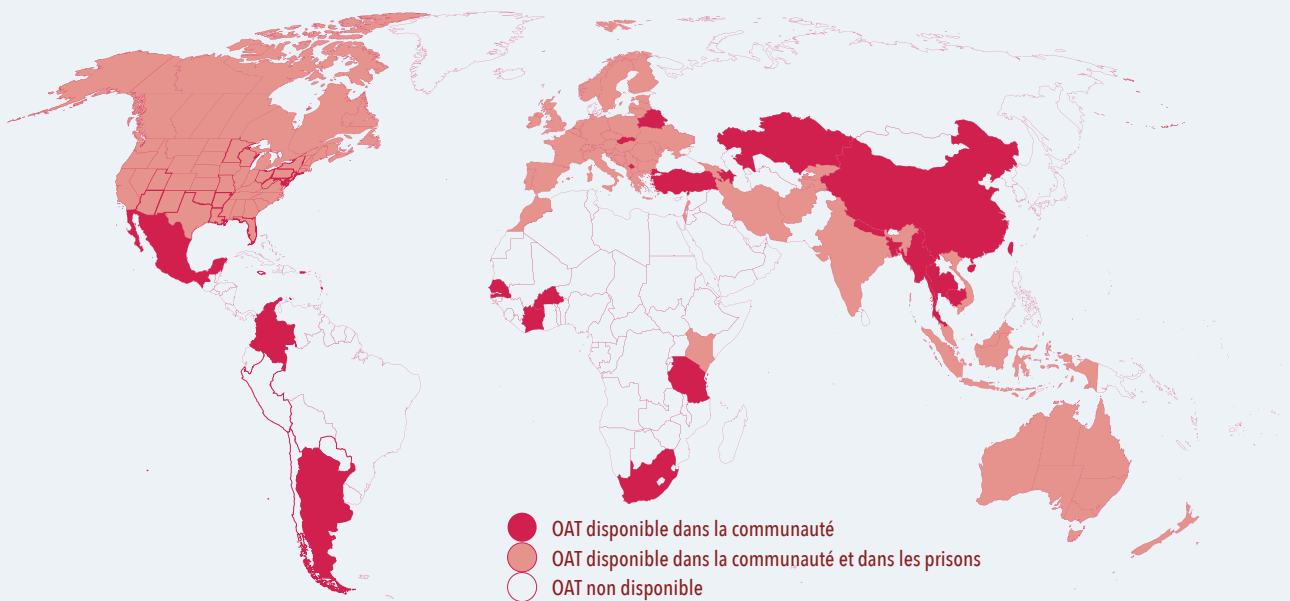 OAT disponible dans la communauté
OAT disponible dans la communauté et dans les prisons
OAT non disponible